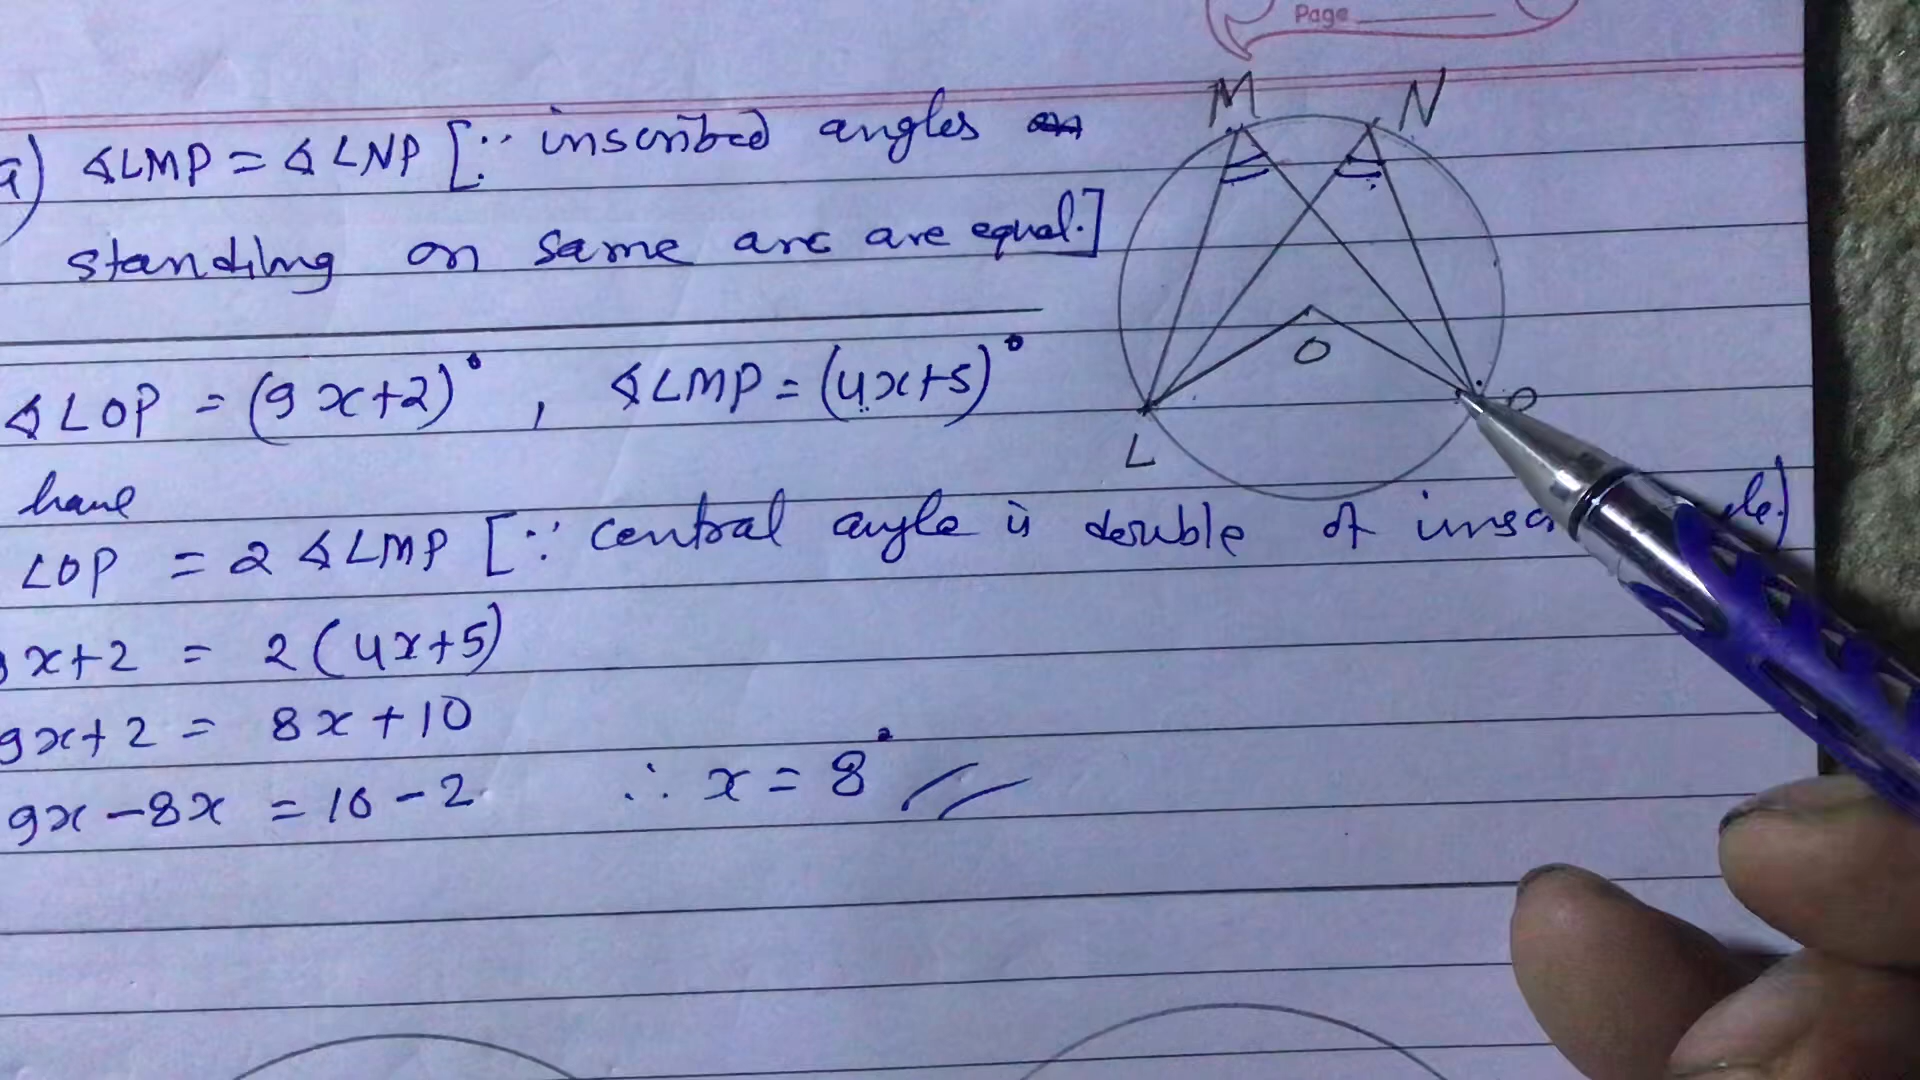 Page
M N
a) ∡LMP = ∡LNP [∵ inscribed angles
standing on same arc are equal.]
∡LOP = (9x+2)°, ∡LMP = (4x+5)°
O
P
L
have
LOP = 2∡LMP [∵ central angle is double of
x+2 = 2(4x+5)
9x+2 = 8x+10
9x-8x = 10-2 ∴ x = 8°